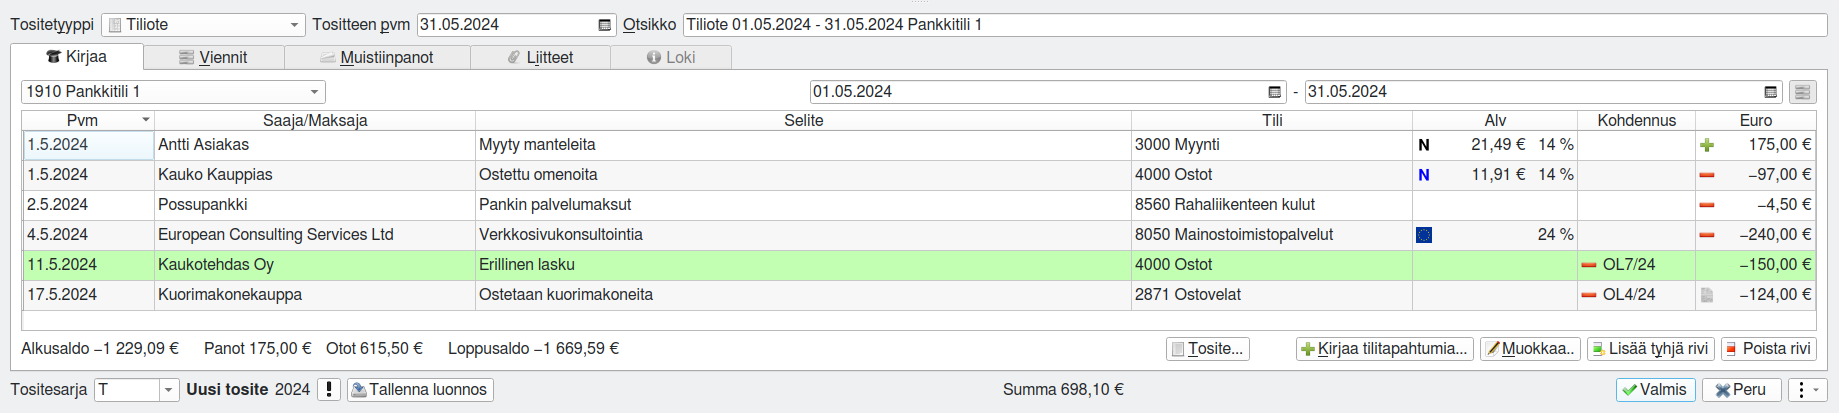 Tositetyyppi Tiliote Tositteen pvm 31.05.2024 Otsikko Tiliote 01.05.2024 - 31.05.2024 Pankkitili 1
Kirjaa Viennit Muistiinpanot Liitteet Loki
1910 Pankkitili 1 01.05.2024 - 31.05.2024
Pvm Saaja/Maksaja Selite Tili Alv Kohdennus Euro
1.5.2024 Antti Asiakas Myyty manteleita 3000 Myynti N 21,49 € 14 % 175,00 €
1.5.2024 Kauko Kauppias Ostettu omenoita 4000 Ostot N 11,91 € 14 % −97,00 €
2.5.2024 Possupankki Pankin palvelumaksut 8560 Rahaliikenteen kulut −4,50 €
4.5.2024 European Consulting Services Ltd Verkkosivukonsultointia 8050 Mainostoimistopalvelut 24 % −240,00 €
11.5.2024 Kaukotehdas Oy Erillinen lasku 4000 Ostot OL7/24 −150,00 €
17.5.2024 Kuorimakonekauppa Ostetaan kuorimakoneita 2871 Ostovelat OL4/24 −124,00 €
Alkusaldo −1 229,09 € Panot 175,00 € Otot 615,50 € Loppusaldo −1 669,59 € Tosite... Kirjaa tilitapahtumia... Muokkaa.. Lisää tyhjä rivi Poista rivi
Tositesarja T Uusi tosite 2024 ! Tallenna luonnos Summa 698,10 € Valmis Peru